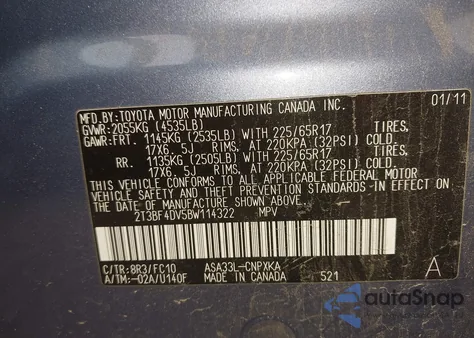 MFD.BY: TOYOTA MOTOR MANUFACTURING CANADA INC. 01/11
GVWR: 2055KG (4535LB)
GAWR:FRT. 1145KG (2535LB) WITH 225/65R17 TIRES,
17X6.5J RIMS, AT 220KPA (32PSI) COLD
RR. 1135KG (2505LB) WITH 225/65R17 TIRES,
17X6.5J RIMS, AT 220KPA (32PSI) COLD
THIS VEHICLE CONFORMS TO ALL APPLICABLE FEDERAL MOTOR
VEHICLE SAFETY, AND THEFT PREVENTION STANDARDS IN EFFECT ON
THE DATE OF MANUFACTURE SHOWN ABOVE.
2T3BF4DV5BW114322 MPV
C/TR: 8R3/FC10 ASA33L-CNPXKA
A/TM:-02A/U140F MADE IN CANADA 521 A
autoSnap